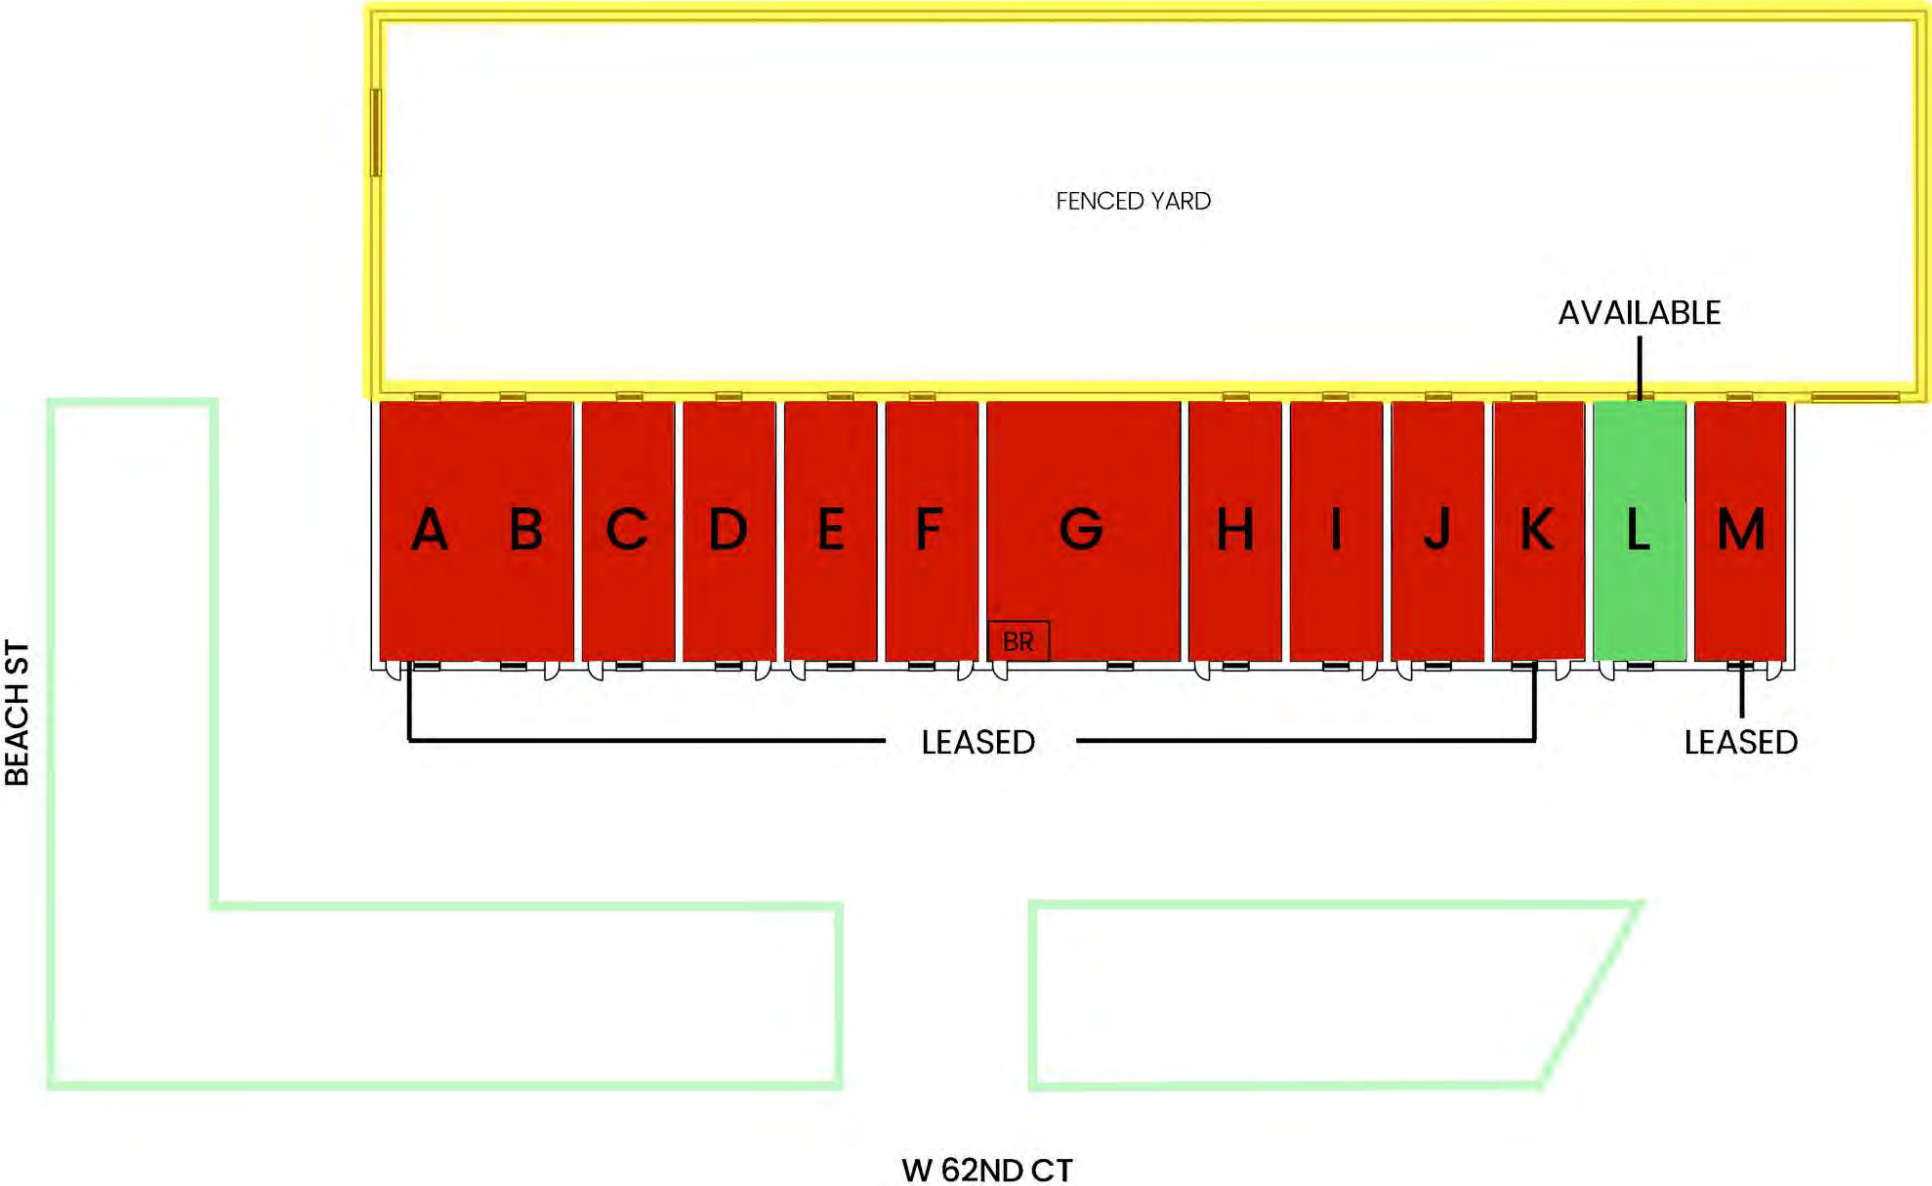 FENCED YARD
AVAILABLE
A B C D E F G H I J K L M
BR
LEASED LEASED
BEACH ST
W 62ND CT